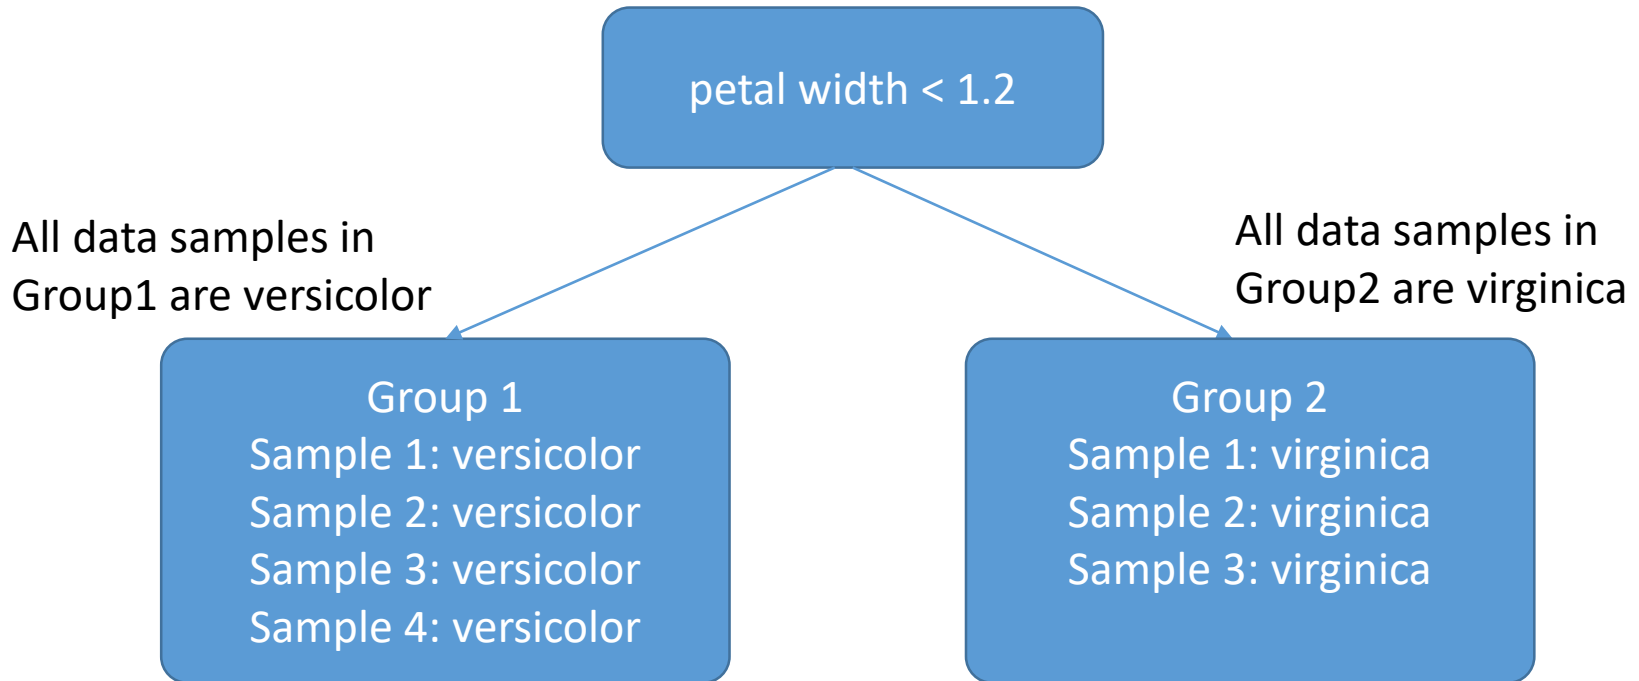 petal width < 1.2
All data samples in
Group1 are versicolor
All data samples in
Group2 are virginica
Group 1
Sample 1: versicolor
Sample 2: versicolor
Sample 3: versicolor
Sample 4: versicolor
Group 2
Sample 1: virginica
Sample 2: virginica
Sample 3: virginica